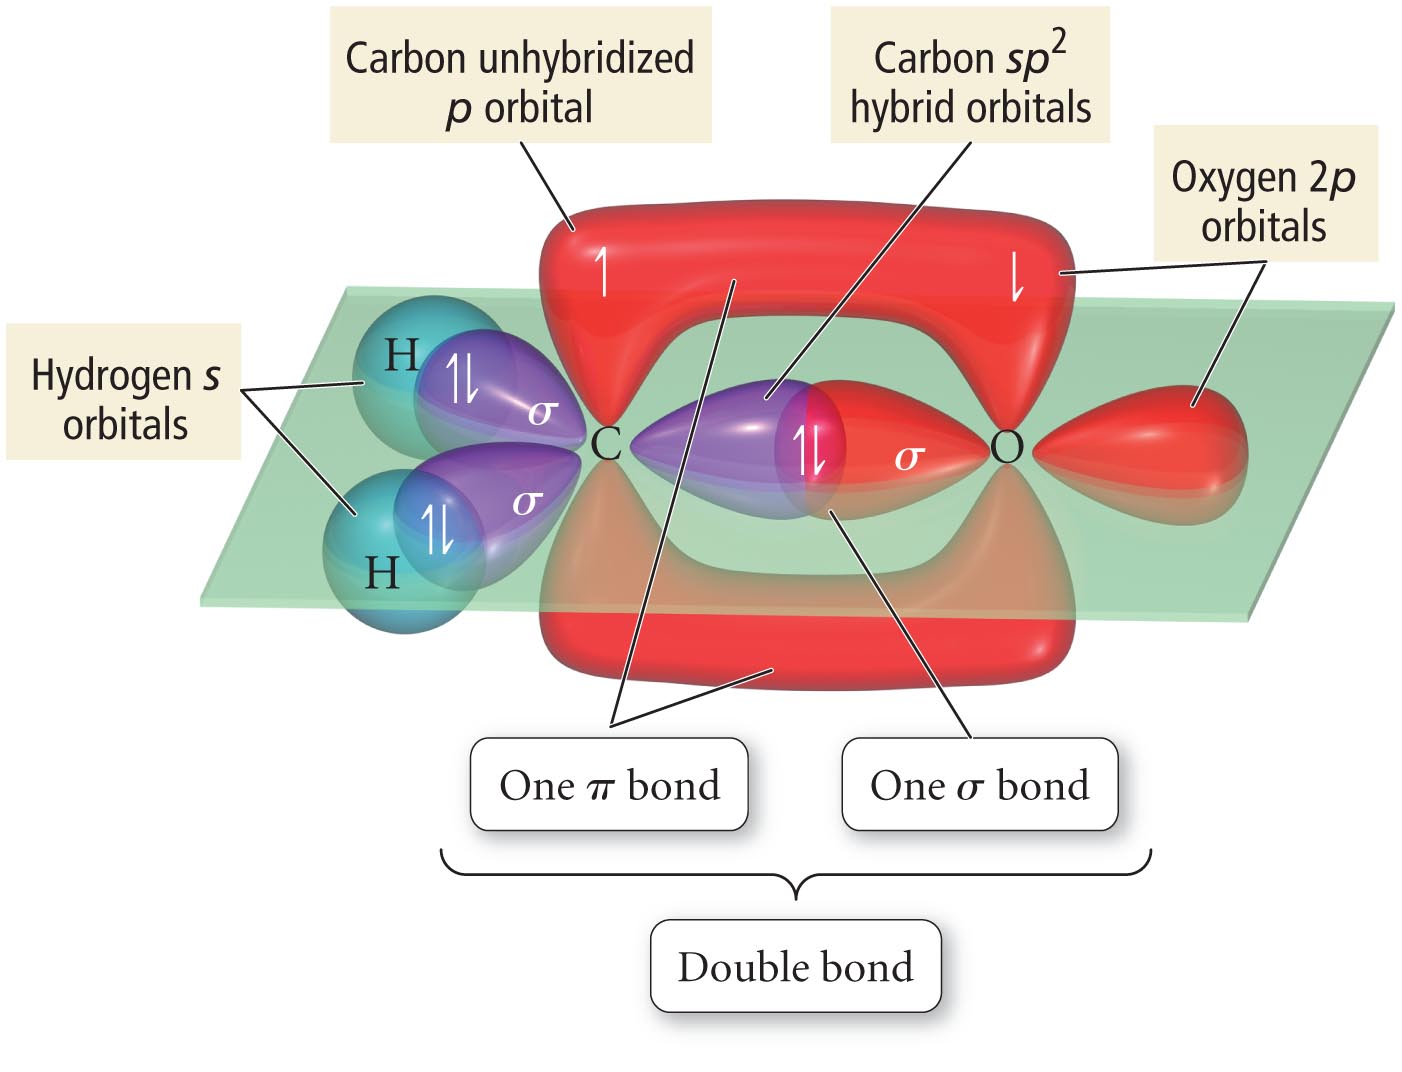 Carbon unhybridized
p orbital
Carbon sp²
hybrid orbitals
Oxygen 2p
orbitals
Hydrogen s
orbitals
H
σ
C
σ
O
σ
H
One π bond
One σ bond
Double bond